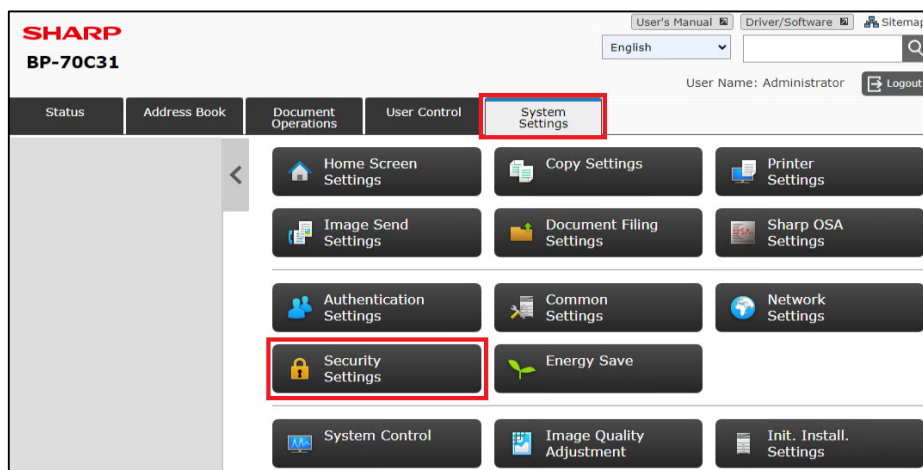 SHARP
User's Manual
Driver/Software
Sitemap
BP-70C31
English
User Name: Administrator
Logout
Status
Address Book
Document
Operations
User Control
System
Settings
Home Screen
Settings
Copy Settings
Printer
Settings
Image Send
Settings
Document Filing
Settings
Sharp OSA
Settings
Authentication
Settings
Common
Settings
Network
Settings
Security
Settings
Energy Save
System Control
Image Quality
Adjustment
Init. Install.
Settings